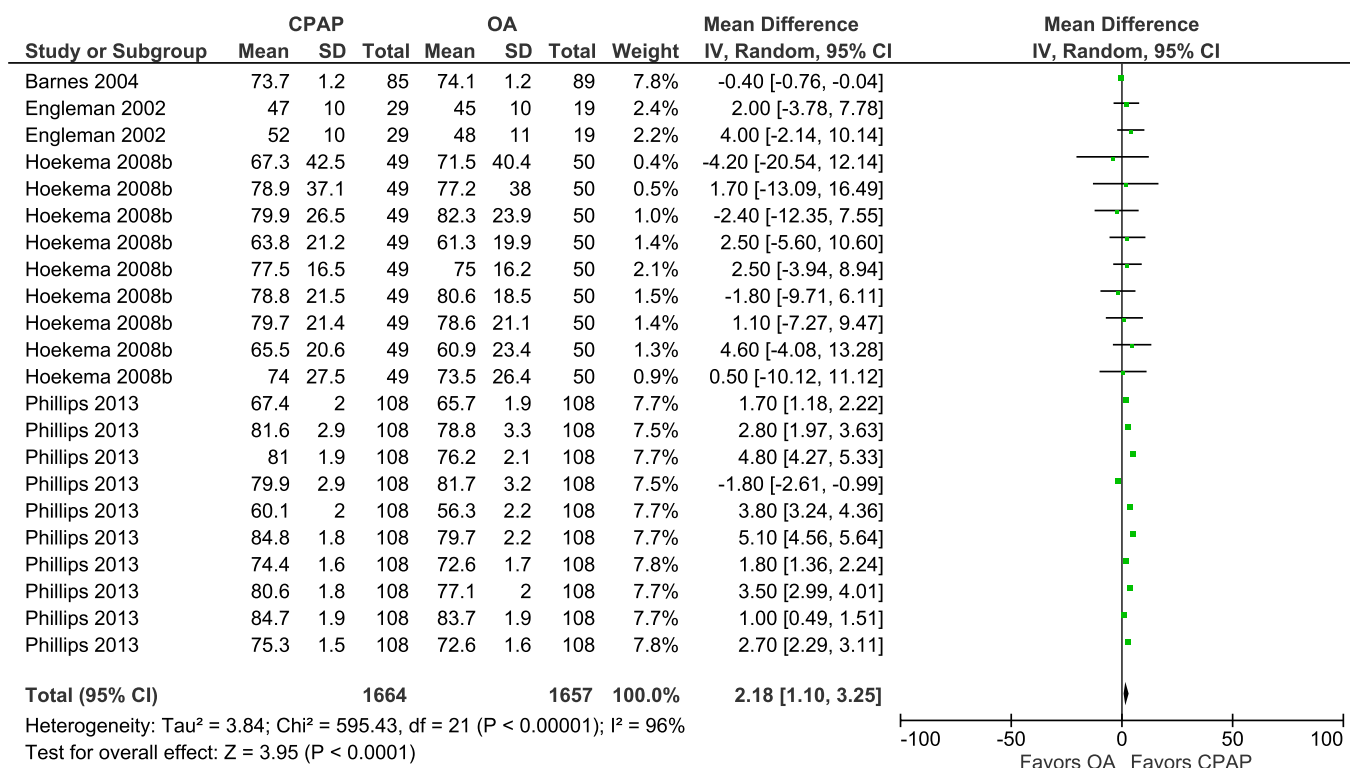 CPAP OA Mean Difference Mean Difference
Study or Subgroup Mean SD Total Mean SD Total Weight IV, Random, 95% CI IV, Random, 95% CI
Barnes 2004 73.7 1.2 85 74.1 1.2 89 7.8% -0.40 [-0.76, -0.04]
Engleman 2002 47 10 29 45 10 19 2.4% 2.00 [-3.78, 7.78]
Engleman 2002 52 10 29 48 11 19 2.2% 4.00 [-2.14, 10.14]
Hoekema 2008b 67.3 42.5 49 71.5 40.4 50 0.4% -4.20 [-20.54, 12.14]
Hoekema 2008b 78.9 37.1 49 77.2 38 50 0.5% 1.70 [-13.09, 16.49]
Hoekema 2008b 79.9 26.5 49 82.3 23.9 50 1.0% -2.40 [-12.35, 7.55]
Hoekema 2008b 63.8 21.2 49 61.3 19.9 50 1.4% 2.50 [-5.60, 10.60]
Hoekema 2008b 77.5 16.5 49 75 16.2 50 2.1% 2.50 [-3.94, 8.94]
Hoekema 2008b 78.8 21.5 49 80.6 18.5 50 1.5% -1.80 [-9.71, 6.11]
Hoekema 2008b 79.7 21.4 49 78.6 21.1 50 1.4% 1.10 [-7.27, 9.47]
Hoekema 2008b 65.5 20.6 49 60.9 23.4 50 1.3% 4.60 [-4.08, 13.28]
Hoekema 2008b 74 27.5 49 73.5 26.4 50 0.9% 0.50 [-10.12, 11.12]
Phillips 2013 67.4 2 108 65.7 1.9 108 7.7% 1.70 [1.18, 2.22]
Phillips 2013 81.6 2.9 108 78.8 3.3 108 7.5% 2.80 [1.97, 3.63]
Phillips 2013 81 1.9 108 76.2 2.1 108 7.7% 4.80 [4.27, 5.33]
Phillips 2013 79.9 2.9 108 81.7 3.2 108 7.5% -1.80 [-2.61, -0.99]
Phillips 2013 60.1 2 108 56.3 2.2 108 7.7% 3.80 [3.24, 4.36]
Phillips 2013 84.8 1.8 108 79.7 2.2 108 7.7% 5.10 [4.56, 5.64]
Phillips 2013 74.4 1.6 108 72.6 1.7 108 7.8% 1.80 [1.36, 2.24]
Phillips 2013 80.6 1.8 108 77.1 2 108 7.7% 3.50 [2.99, 4.01]
Phillips 2013 84.7 1.9 108 83.7 1.9 108 7.7% 1.00 [0.49, 1.51]
Phillips 2013 75.3 1.5 108 72.6 1.6 108 7.8% 2.70 [2.29, 3.11]
Total (95% CI) 1664 1657 100.0% 2.18 [1.10, 3.25]
Heterogeneity: Tau² = 3.84; Chi² = 595.43, df = 21 (P < 0.00001); I² = 96%
Test for overall effect: Z = 3.95 (P < 0.0001)
-100 -50 0 50 100
Favors OA Favors CPAP